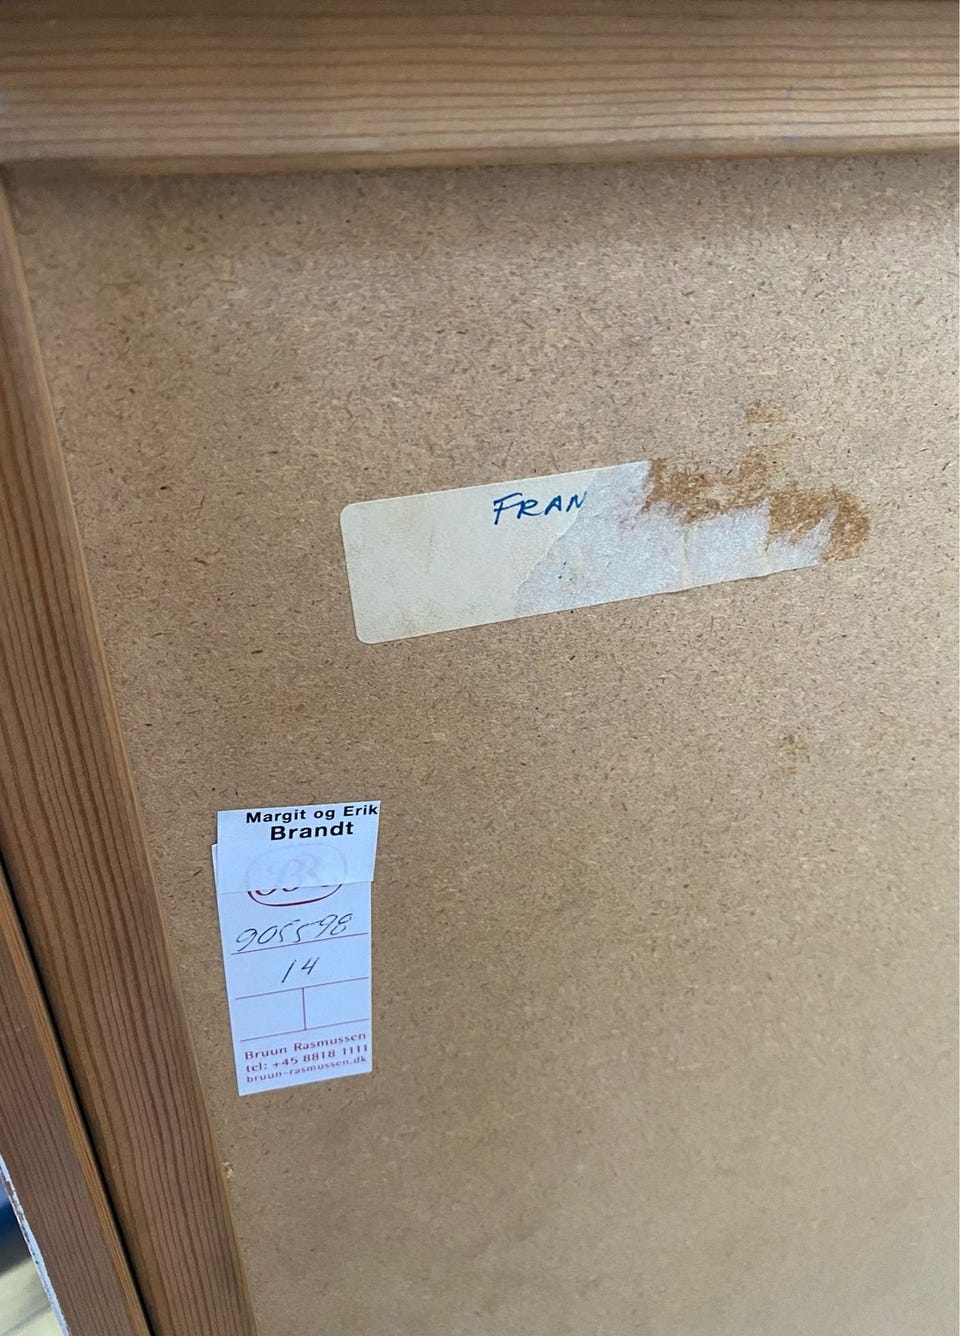 FRAN
Margit og Erik
Brandt
905598
14
Bruun Rasmussen
tel: +45 8818 1111
bruun-rasmussen.dk